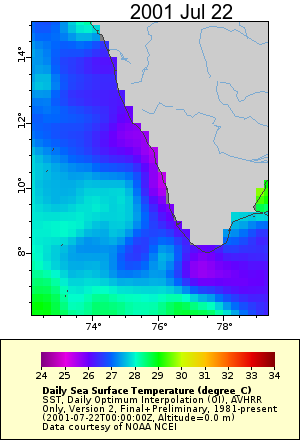 2001 Jul 22
14°
12°
10°
8°
74°
76°
78°
24 25 26 27 28 29 30 31 32 33 34
Daily Sea Surface Temperature (degree_C)
SST, Daily Optimum Interpolation (OI), AVHRR
Only, Version 2, Final+Preliminary, 1981-present
(2001-07-22T00:00:00Z, Altitude=0.0 m)
Data courtesy of NOAA NCEI